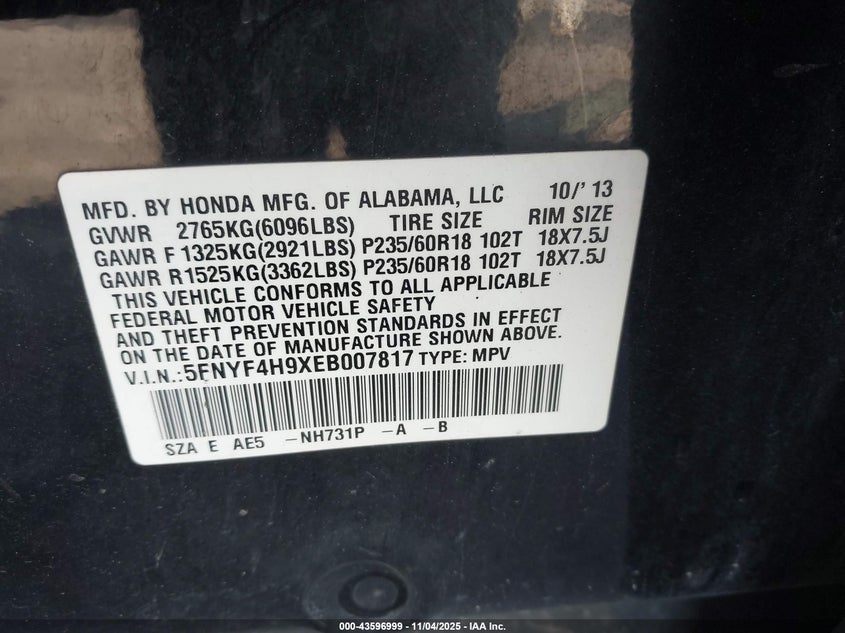 MFD. BY HONDA MFG. OF ALABAMA, LLC 10/'13
GVWR 2765KG(6096LBS) TIRE SIZE RIM SIZE
GAWR F 1325KG(2921LBS) P235/60R18 102T 18X7.5J
GAWR R1525KG(3362LBS) P235/60R18 102T 18X7.5J
THIS VEHICLE CONFORMS TO ALL APPLICABLE
FEDERAL MOTOR VEHICLE SAFETY
AND THEFT PREVENTION STANDARDS IN EFFECT
ON THE DATE OF MANUFACTURE SHOWN ABOVE.
V.I.N.:5FNYF4H9XEB007817 TYPE: MPV
SZA E AE5 -NH731P -A -B
000-43596999 - 11/04/2025 - IAA Inc.